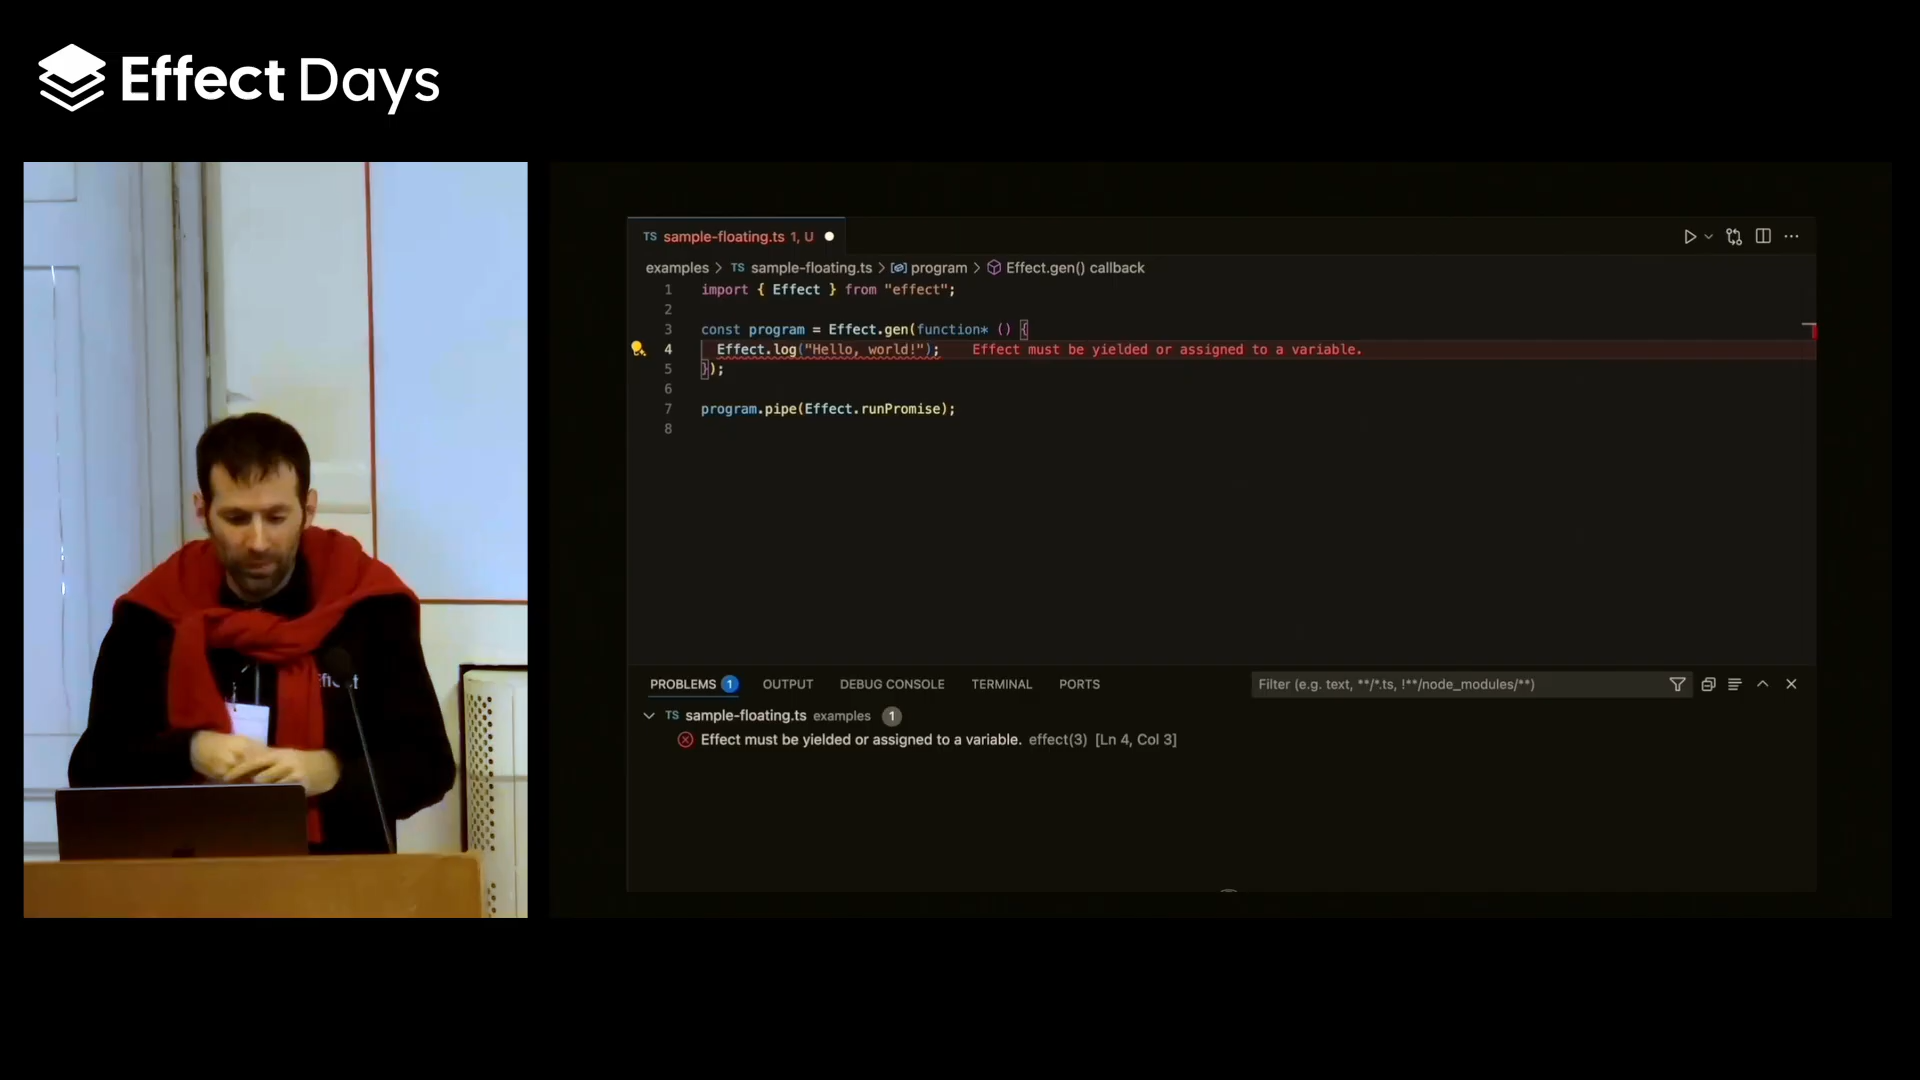 Effect Days
TS sample-floating.ts 1, U
examples > TS sample-floating.ts > program > Effect.gen() callback
1 import { Effect } from "effect";
2
3 const program = Effect.gen(function* () {
4 Effect.log("Hello, world!"); Effect must be yielded or assigned to a variable.
5 });
6
7 program.pipe(Effect.runPromise);
8
PROBLEMS 1 OUTPUT DEBUG CONSOLE TERMINAL PORTS Filter (e.g. text, **/*.ts, !**/node_modules/**)
TS sample-floating.ts examples 1
Effect must be yielded or assigned to a variable. effect(3) [Ln 4, Col 3]